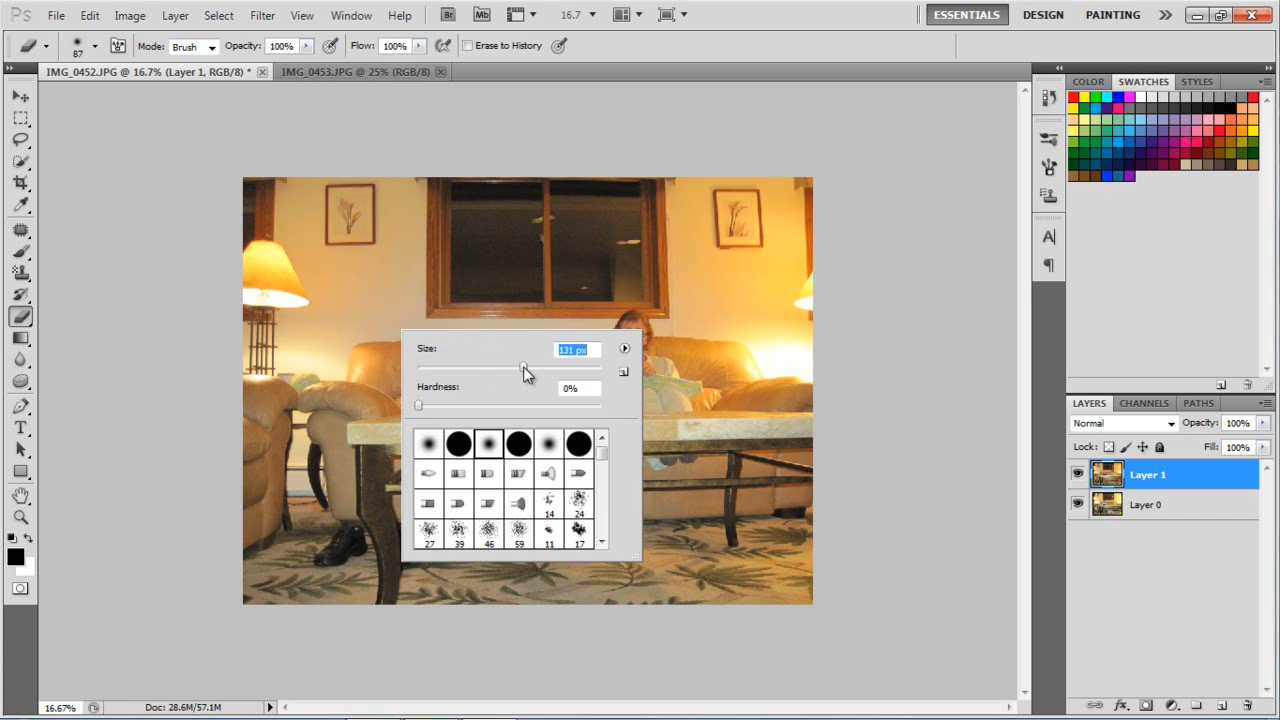 Ps File Edit Image Layer Select Filter View Window Help Br Mb 16.7 ESSENTIALS DESIGN PAINTING
87 Mode: Brush Opacity: 100% Flow: 100% Erase to History
IMG_0452.JPG @ 16.7% (Layer 1, RGB/8) * IMG_0453.JPG @ 25% (RGB/8)
COLOR SWATCHES STYLES
Size: 131 px
Hardness: 0%
14 24
27 39 46 59 11 17
LAYERS CHANNELS PATHS
Normal Opacity: 100%
Lock: Fill: 100%
Layer 1
Layer 0
16.67% Doc: 28.6M/57.1M